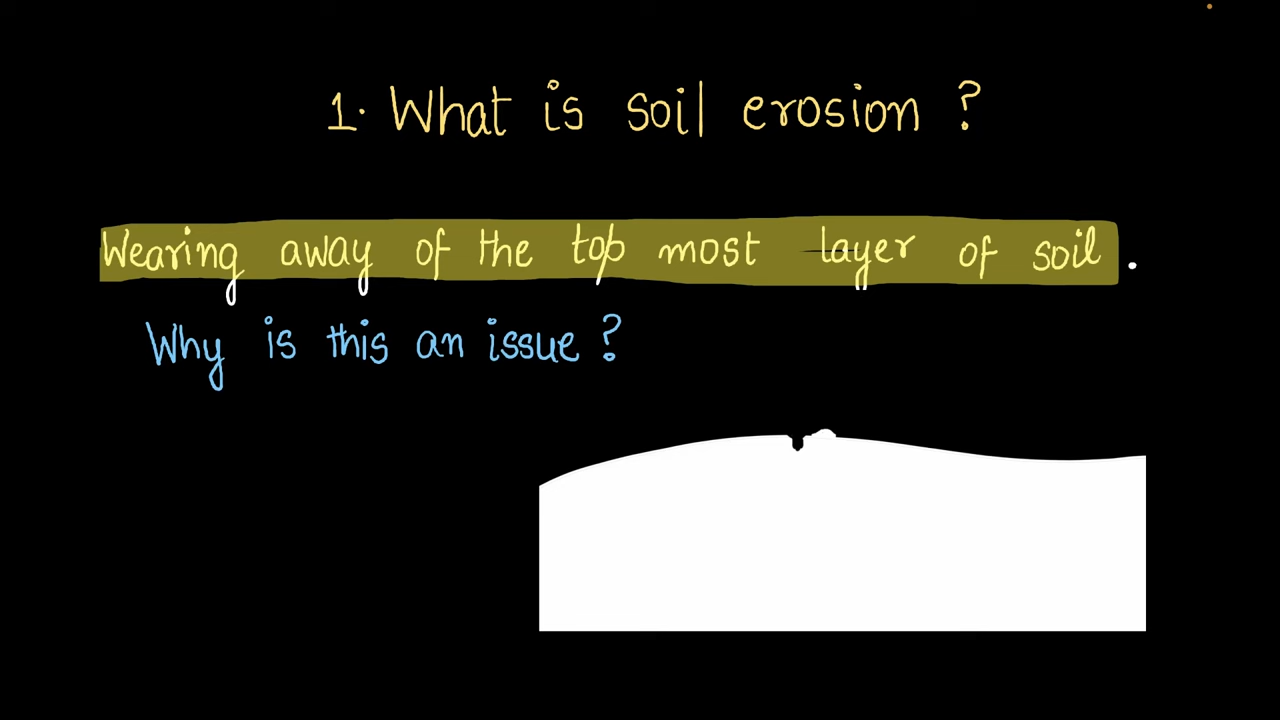 1. What is soil erosion ?
Wearing away of the top most layer of soil .
Why is this an issue ?